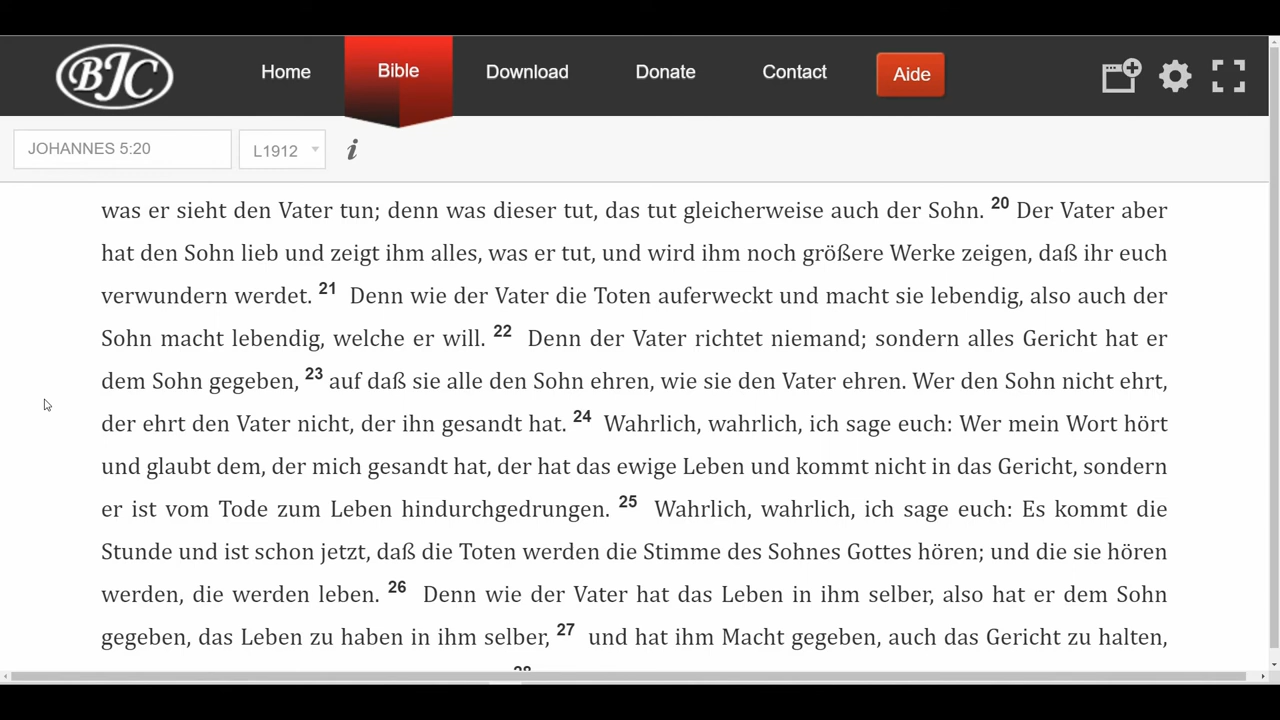 BJC
Home Bible Download Donate Contact Aide
JOHANNES 5:20 L1912 i
was er sieht den Vater tun; denn was dieser tut, das tut gleicherweise auch der Sohn. 20 Der Vater aber
hat den Sohn lieb und zeigt ihm alles, was er tut, und wird ihm noch größere Werke zeigen, daß ihr euch
verwundern werdet. 21 Denn wie der Vater die Toten auferweckt und macht sie lebendig, also auch der
Sohn macht lebendig, welche er will. 22 Denn der Vater richtet niemand; sondern alles Gericht hat er
dem Sohn gegeben, 23 auf daß sie alle den Sohn ehren, wie sie den Vater ehren. Wer den Sohn nicht ehrt,
der ehrt den Vater nicht, der ihn gesandt hat. 24 Wahrlich, wahrlich, ich sage euch: Wer mein Wort hört
und glaubt dem, der mich gesandt hat, der hat das ewige Leben und kommt nicht in das Gericht, sondern
er ist vom Tode zum Leben hindurchgedrungen. 25 Wahrlich, wahrlich, ich sage euch: Es kommt die
Stunde und ist schon jetzt, daß die Toten werden die Stimme des Sohnes Gottes hören; und die sie hören
werden, die werden leben. 26 Denn wie der Vater hat das Leben in ihm selber, also hat er dem Sohn
gegeben, das Leben zu haben in ihm selber, 27 und hat ihm Macht gegeben, auch das Gericht zu halten,